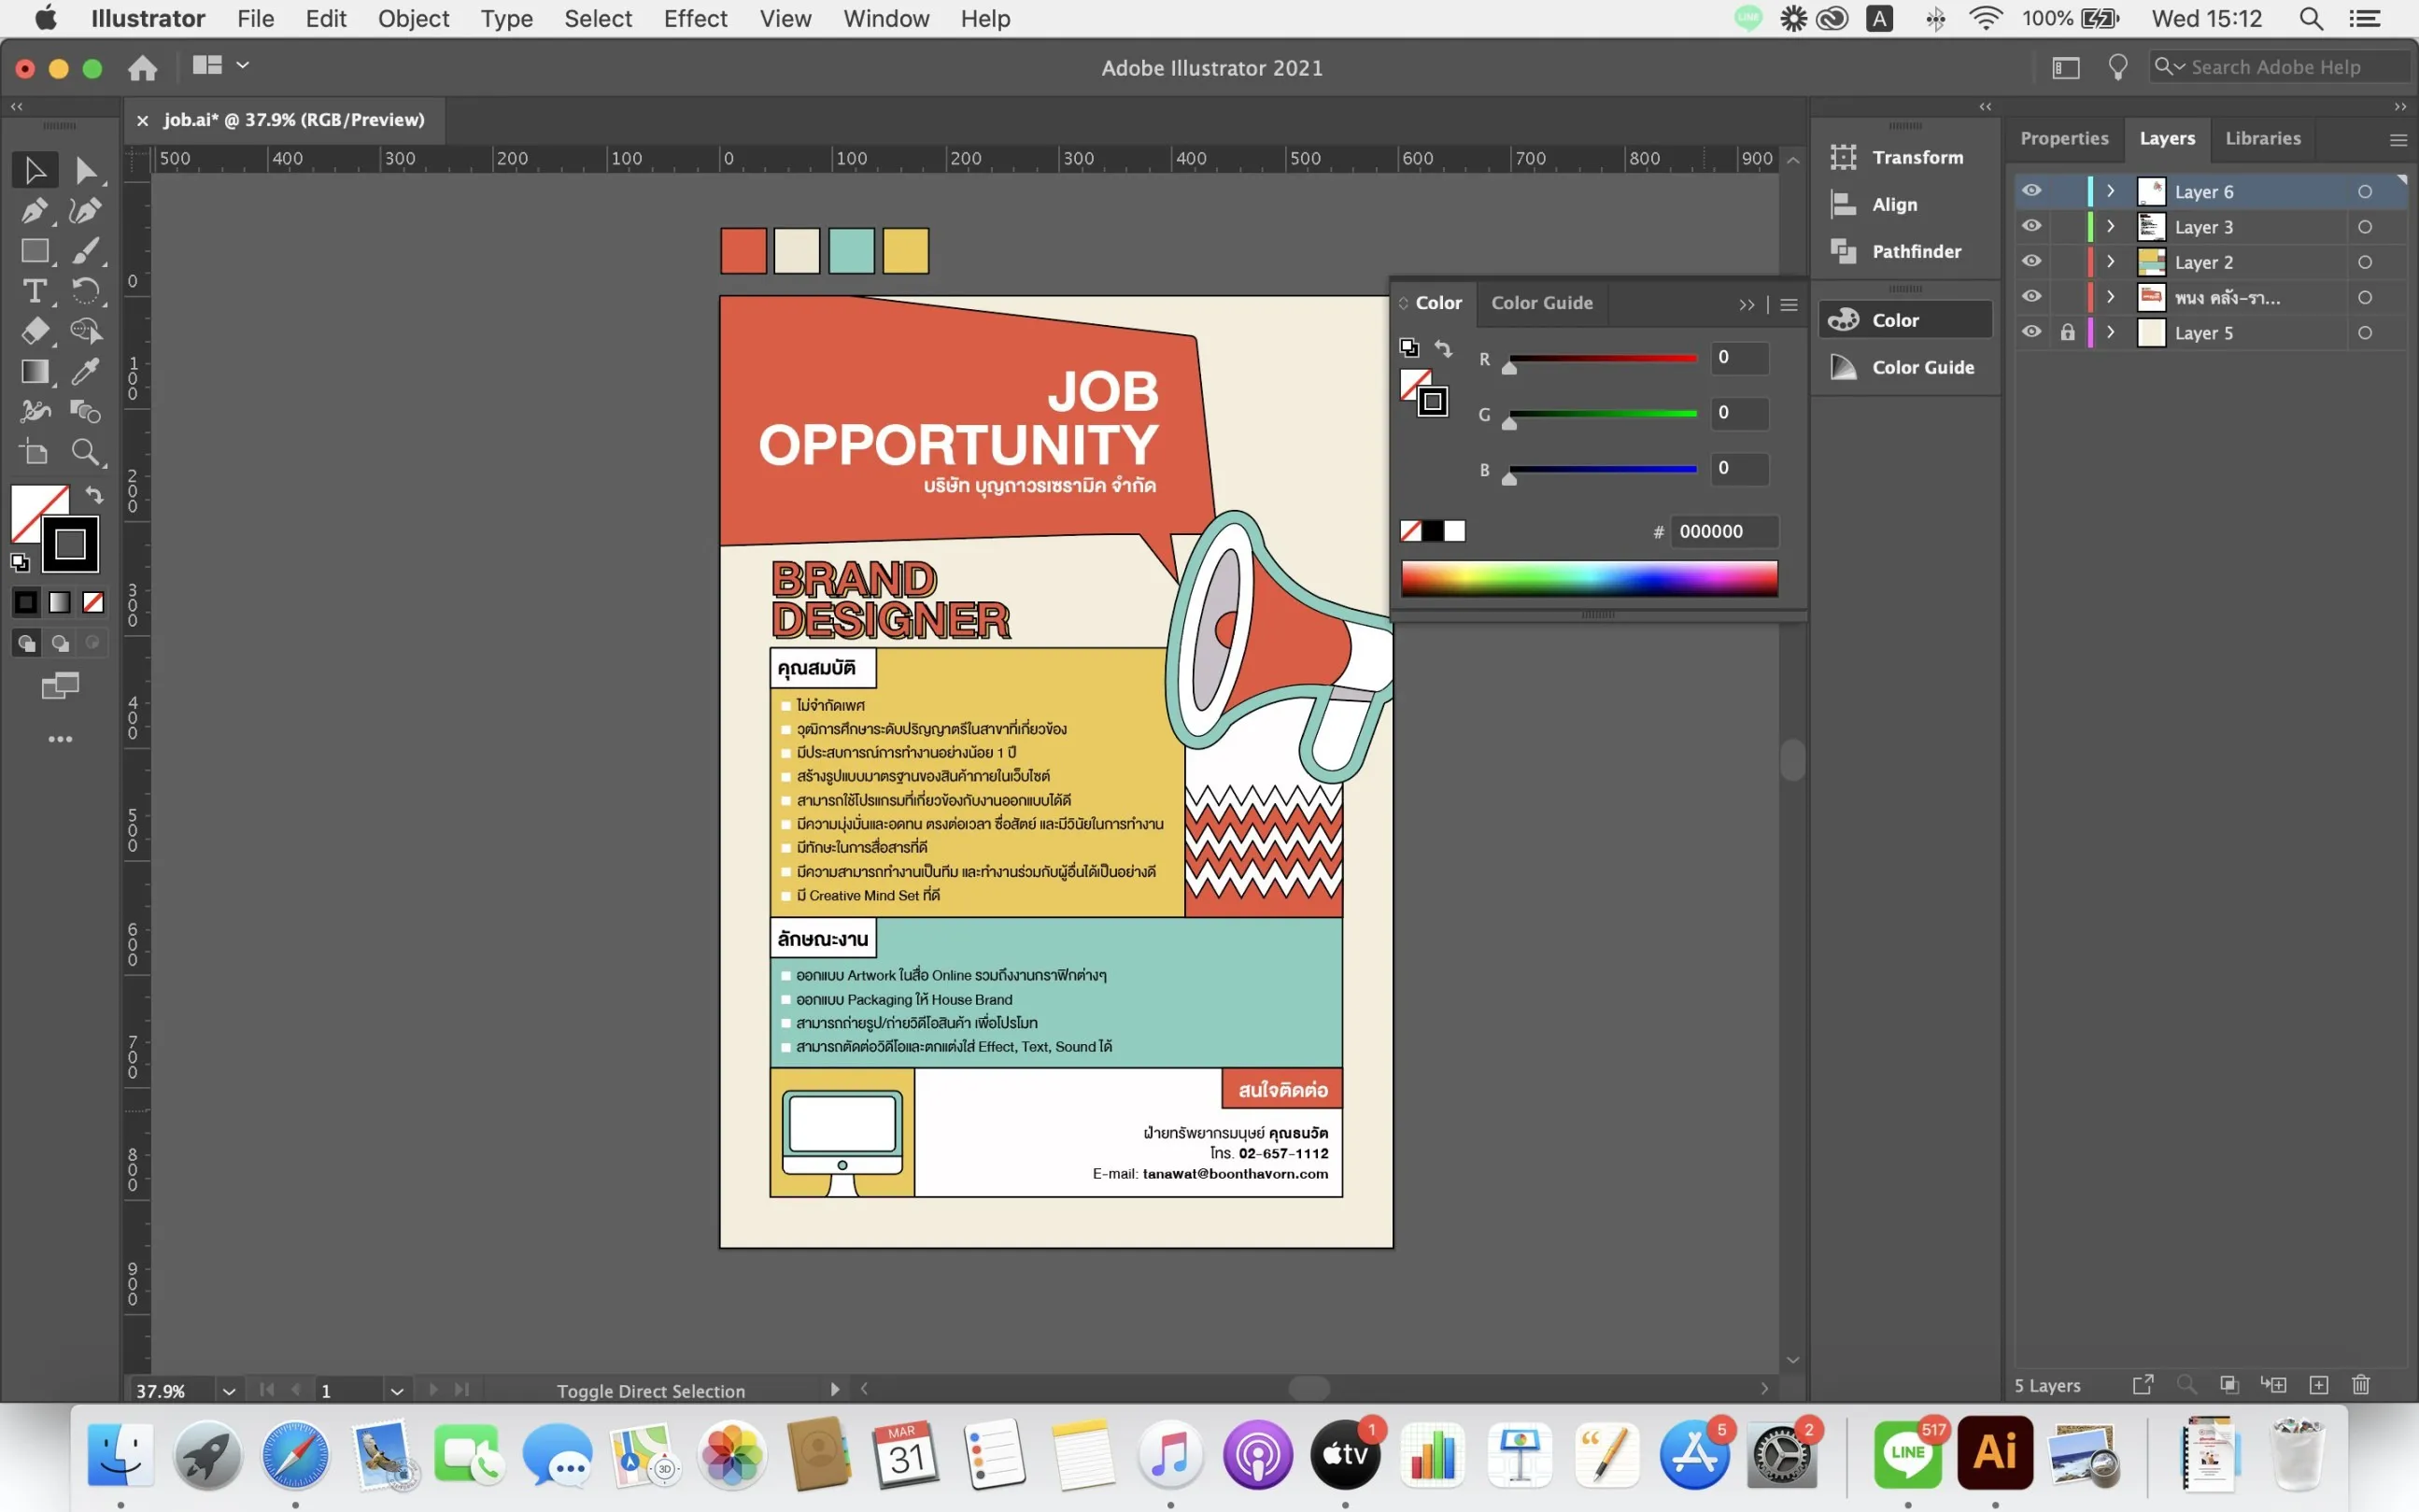 Illustrator File Edit Object Type Select Effect View Window Help
LINE A 100% Wed 15:12
Adobe Illustrator 2021
Search Adobe Help
× job.ai* @ 37.9% (RGB/Preview)
500 400 300 200 100 0 100 200 300 400 500 600 700 800 900
0
100
200
300
400
500
600
700
800
900
JOB
OPPORTUNITY
บริษัท บุญถาวรเซรามิค จำกัด
BRAND
DESIGNER
คุณสมบัติ
ไม่จำกัดเพศ
วุฒิการศึกษาระดับปริญญาตรีในสาขาที่เกี่ยวข้อง
มีประสบการณ์การทำงานอย่างน้อย 1 ปี
สร้างรูปแบบมาตรฐานของสินค้าภายในเว็บไซต์
สามารถใช้โปรแกรมที่เกี่ยวข้องกับงานออกแบบได้ดี
มีความมุ่งมั่นและอดทน ตรงต่อเวลา ซื่อสัตย์ และมีวินัยในการทำงาน
มีทักษะในการสื่อสารที่ดี
มีความสามารถทำงานเป็นทีม และทำงานร่วมกับผู้อื่นได้เป็นอย่างดี
มี Creative Mind Set ที่ดี
ลักษณะงาน
ออกแบบ Artwork ในสื่อ Online รวมถึงงานกราฟิกต่างๆ
ออกแบบ Packaging ให้ House Brand
สามารถถ่ายรูป/ถ่ายวิดีโอสินค้า เพื่อโปรโมท
สามารถตัดต่อวิดีโอและตกแต่งใส่ Effect, Text, Sound ได้
สนใจติดต่อ
ฝ่ายทรัพยากรมนุษย์ คุณธนวัต
โทร. 02-657-1112
E-mail: tanawat@boonthavorn.com
Color Color Guide
R 0
G 0
B 0
# 000000
Transform
Align
Pathfinder
Color
Color Guide
Properties Layers Libraries
Layer 6
Layer 3
Layer 2
พนง คลัง-รา...
Layer 5
37.9% 1 Toggle Direct Selection
5 Layers
MAR
31
3D
tv
1
5
2
LINE
517
Ai